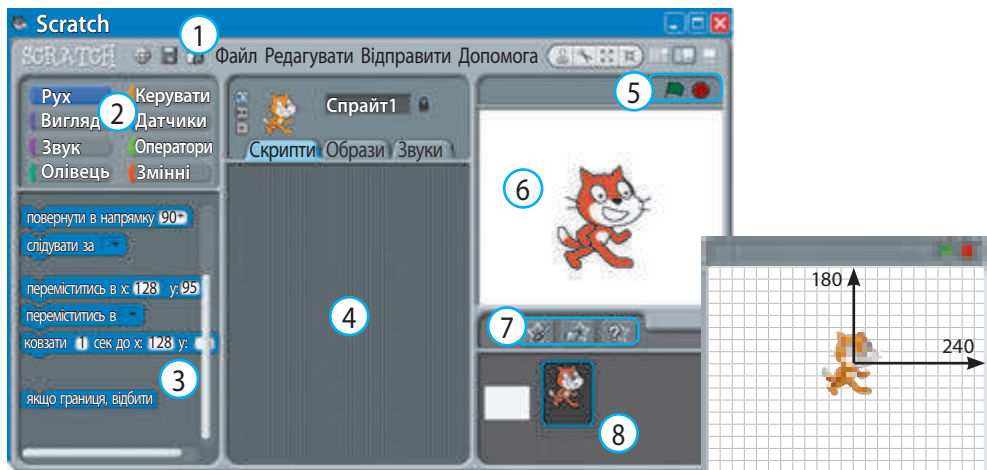 Scratch
1
SCRATCH Файл Редагувати Відправити Допомога
5
Рух Керувати
2
Вигляд Датчики
Звук Оператори
Олівець Змінні
Спрайт1
Скрипти Образи Звуки
6
повернути в напрямку 90
слідувати за
переміститись в x: 128 y: 95
переміститись в
ковзати 1 сек до x: 128 y:
3
якщо границя, відбити
4
7
?
8
180
240